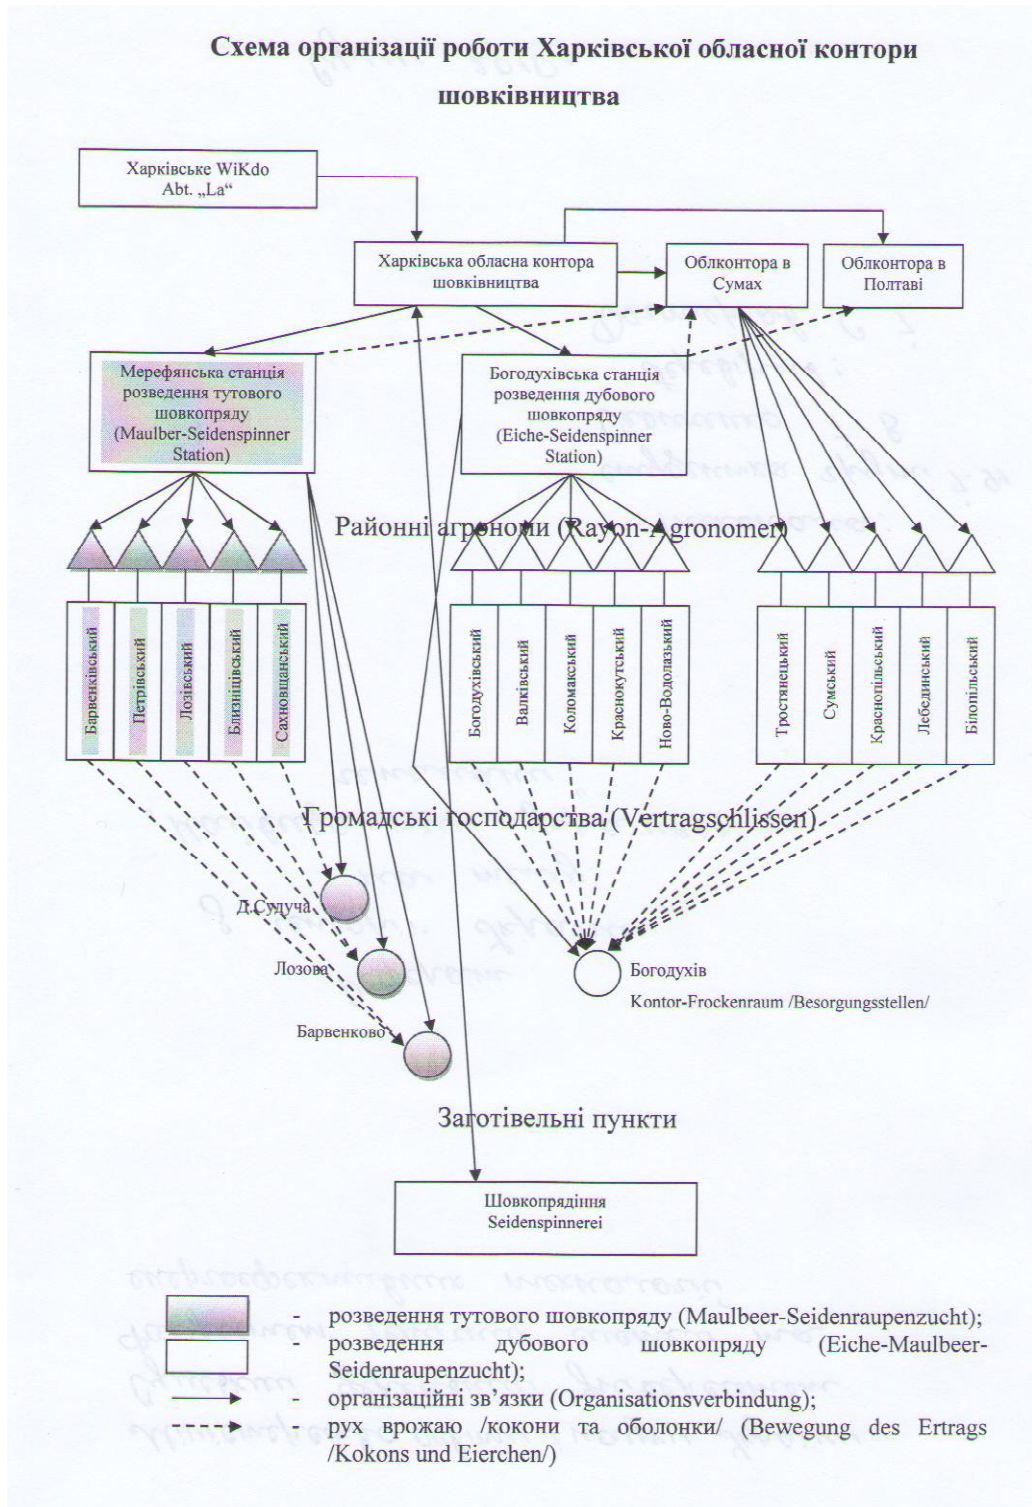 Схема організації роботи Харківської обласної контори
шовківництва
Харківське WiKdo
Abt. „La“
Харківська обласна контора
шовківництва
Облконтора в
Сумах
Облконтора в
Полтаві
Мерефянська станція
розведення тутового
шовкопряду
(Maulber-Seidenspinner
Station)
Богодухівська станція
розведення дубового
шовкопряду
(Eiche-Seidenspinner
Station)
Районні агрономи (Rayon-Agronomer)
Барвенківський
Петрівський
Лозівський
Близніцівський
Сахновщанський
Богодухівський
Валківський
Коломакський
Краснокутський
Ново-Водолазький
Тростянецький
Сумський
Краснопільський
Лебединський
Білопільський
Громадські господарства (Vertragschlissen)
Д.Судуча
Лозова
Барвенково
Богодухів
Kontor-Frockenraum /Besorgungsstellen/
Заготівельні пункти
Шовкопрядіння
Seidenspinnerei
- розведення тутового шовкопряду (Maulbeer-Seidenraupenzucht);
- розведення дубового шовкопряду (Eiche-Maulbeer-
Seidenraupenzucht);
- організаційні зв’язки (Organisationsverbindung);
- рух врожаю /кокони та оболонки/ (Bewegung des Ertrags
/Kokons und Eierchen/)